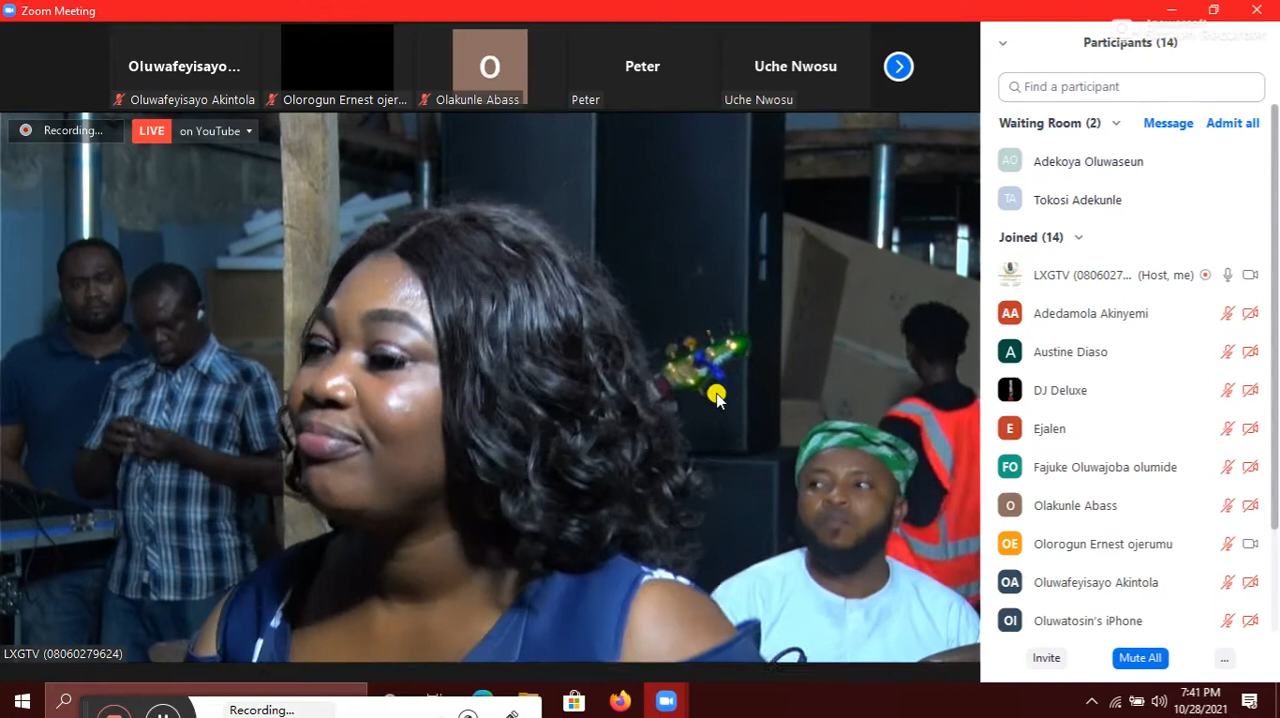 Zoom Meeting
Oluwafeyisayo...
Oluwafeyisayo Akintola
Olorogun Ernest ojer...
O
Olakunle Abass
Peter
Peter
Uche Nwosu
Uche Nwosu
Recording...
LIVE
on YouTube
LXGTV (08060279624)
Participants (14)
Find a participant
Waiting Room (2)
Message
Admit all
AO
Adekoya Oluwaseun
TA
Tokosi Adekunle
Joined (14)
LXGTV (0806027... (Host, me)
AA
Adedamola Akinyemi
A
Austine Diaso
DJ Deluxe
E
Ejalen
FO
Fajuke Oluwajoba olumide
O
Olakunle Abass
OE
Olorogun Ernest ojerumu
OA
Oluwafeyisayo Akintola
OI
Oluwatosin's iPhone
Invite
Mute All
...
Recording...
7:41 PM
10/28/2021